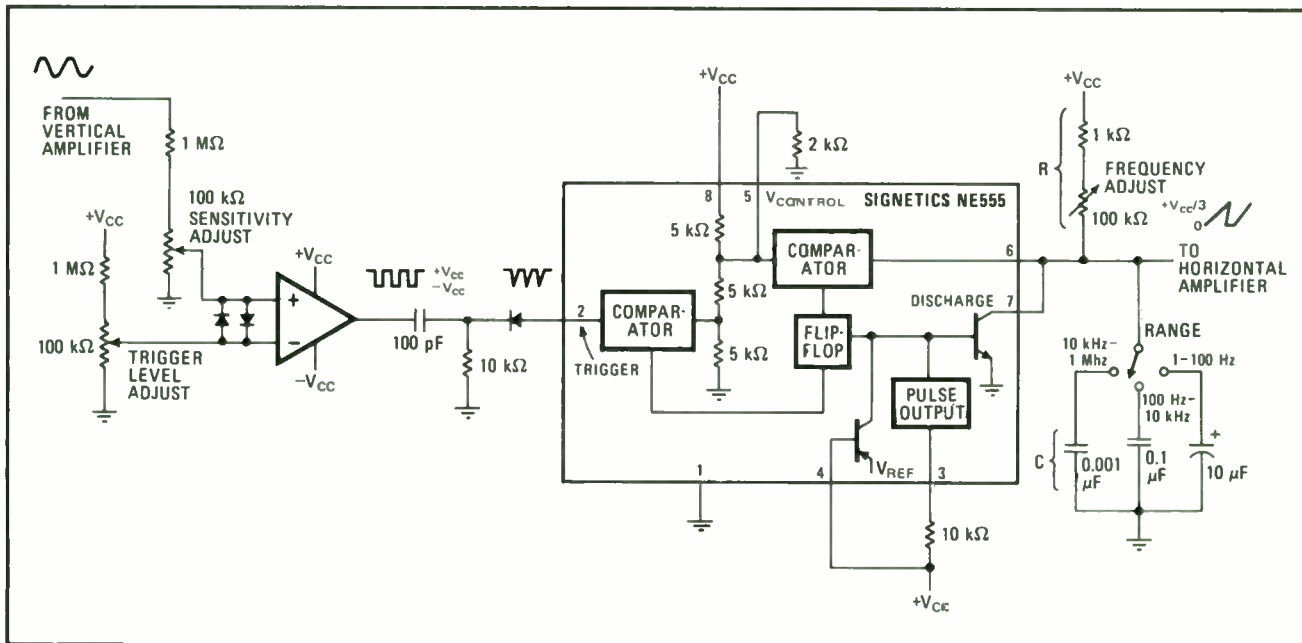 FROM
VERTICAL
AMPLIFIER
1 MΩ
100 kΩ
SENSITIVITY
ADJUST
+VCC
1 MΩ
100 kΩ
TRIGGER
LEVEL
ADJUST
+VCC
+
−
−VCC
+VCC
−VCC
100 pF
10 kΩ
+VCC
2 kΩ
8
5
VCONTROL
SIGNETICS NE555
5 kΩ
COMPAR-
ATOR
6
5 kΩ
DISCHARGE
7
2
COMPAR-
ATOR
TRIGGER
5 kΩ
FLIP-
FLOP
PULSE
OUTPUT
VREF
1
4
3
10 kΩ
+VCC
+VCC
R
1 kΩ
FREQUENCY
ADJUST
100 kΩ
+VCC/3
0
TO
HORIZONTAL
AMPLIFIER
RANGE
10 kHz–
1 Mhz
1–100 Hz
100 Hz–
10 kHz
C
0.001
μF
0.1
μF
+
10 μF